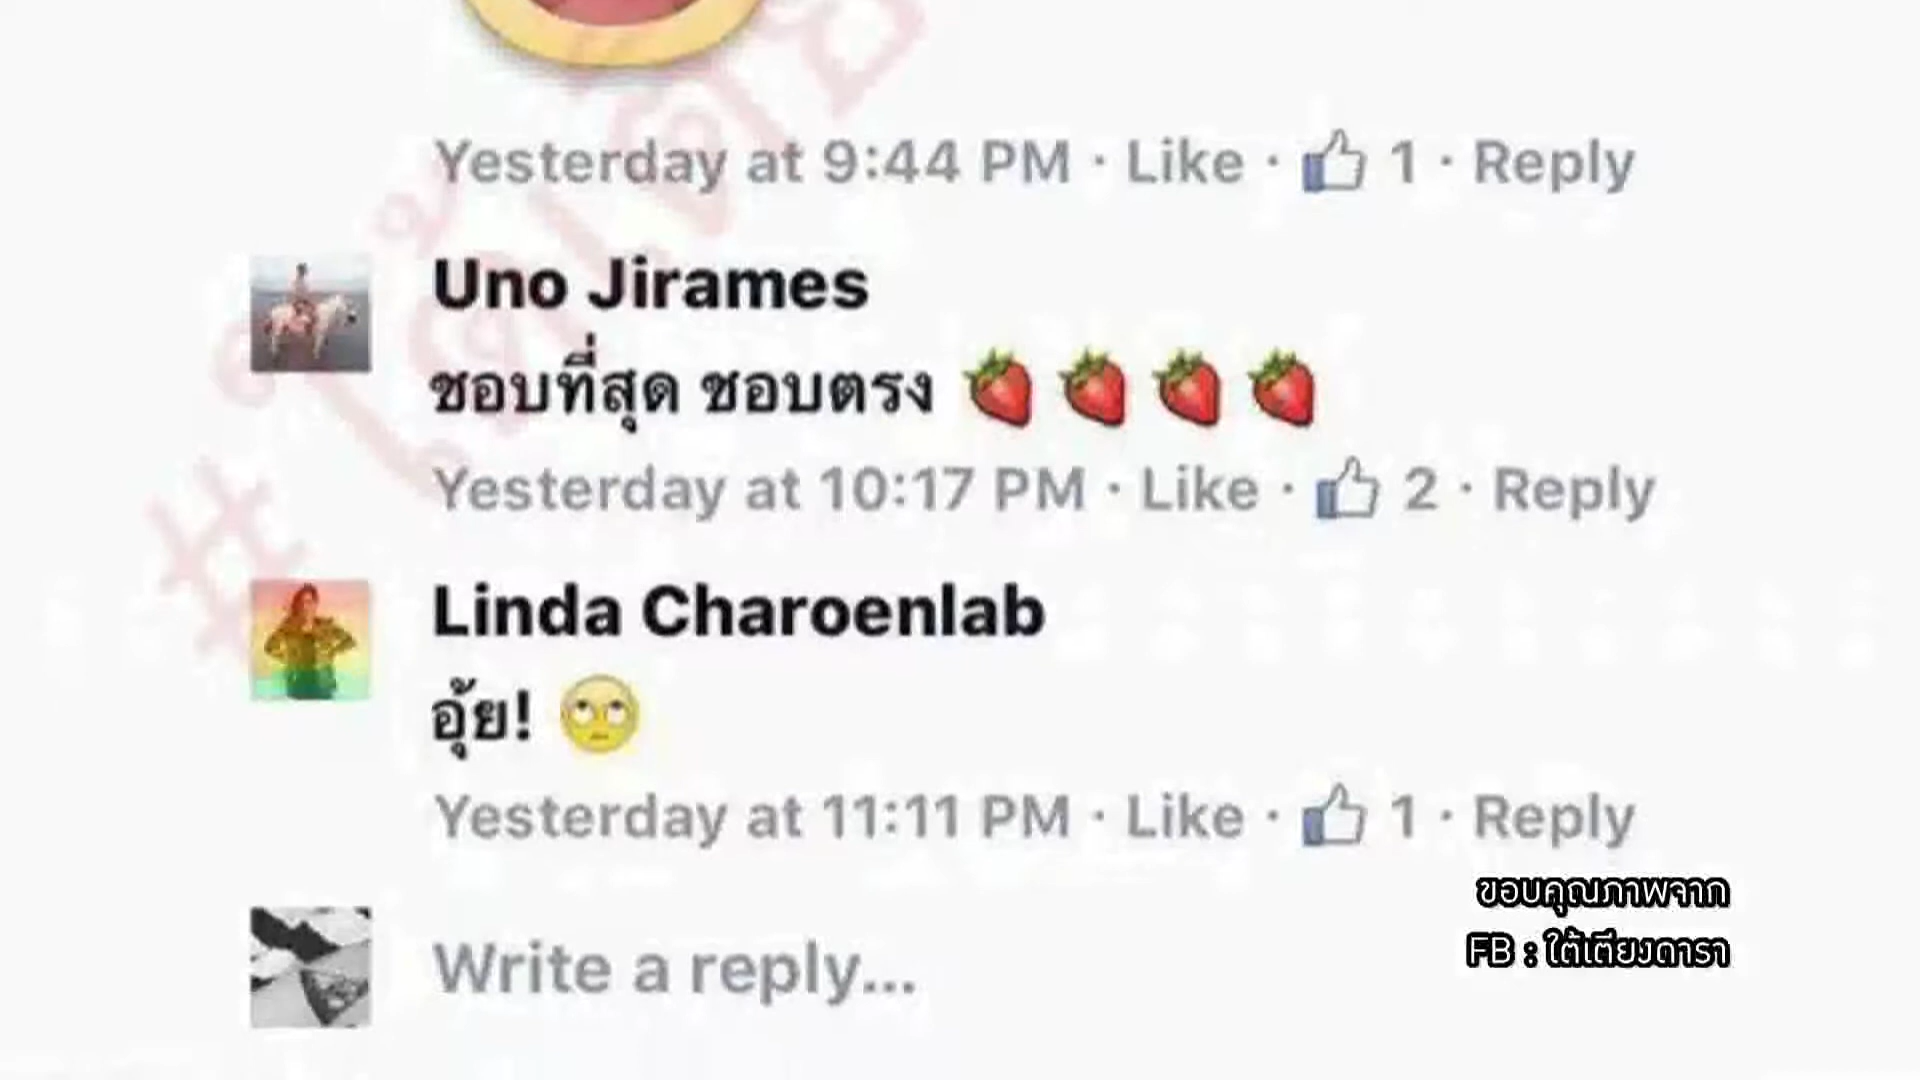 Yesterday at 9:44 PM · Like · 1 · Reply
Uno Jirames
ชอบที่สุด ชอบตรง 🍓 🍓 🍓 🍓
Yesterday at 10:17 PM · Like · 2 · Reply
Linda Charoenlab
อุ้ย! 🙄
Yesterday at 11:11 PM · Like · 1 · Reply
Write a reply...
ขอบคุณภาพจาก
FB : ใต้เตียงดารา